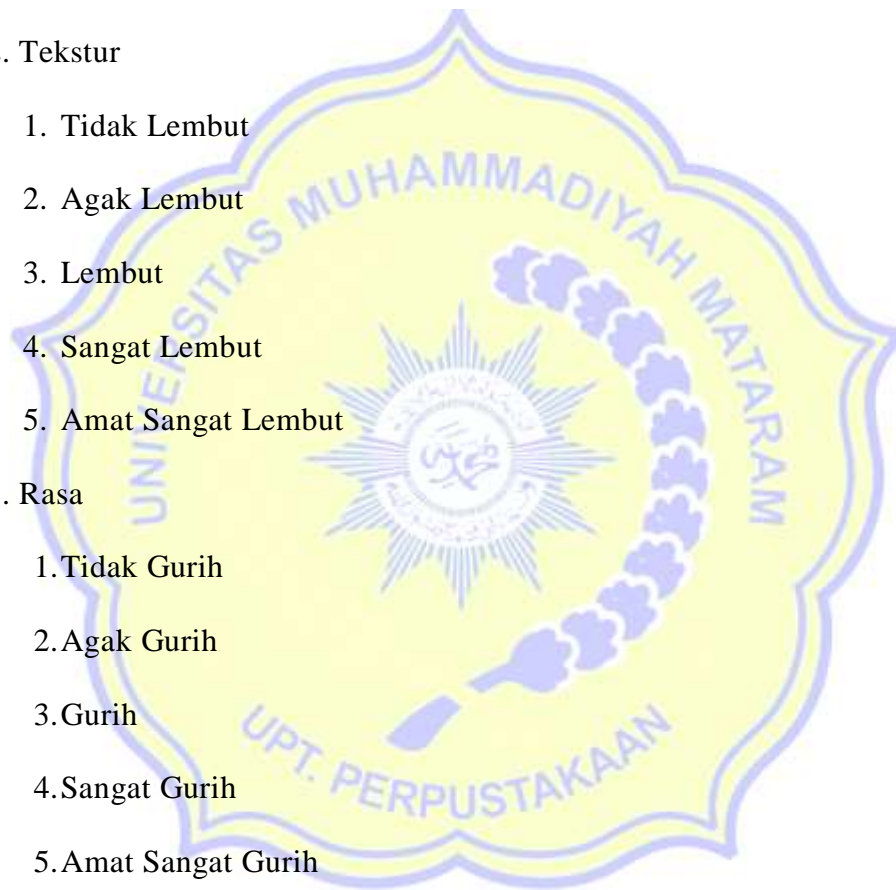 . Tekstur
1. Tidak Lembut
2. Agak Lembut
3. Lembut
4. Sangat Lembut
5. Amat Sangat Lembut
. Rasa
1.Tidak Gurih
2.Agak Gurih
3.Gurih
4.Sangat Gurih
5.Amat Sangat Gurih
UNIVERSITAS MUHAMMADIYAH MATARAM
UPT. PERPUSTAKAAN